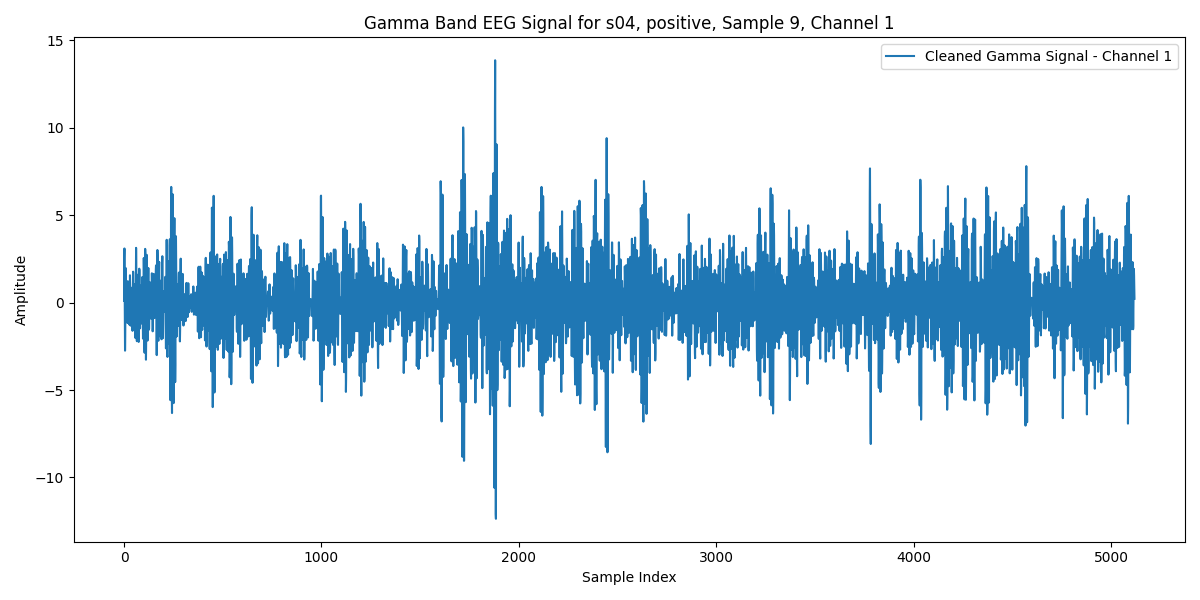 Gamma Band EEG Signal for s04, positive, Sample 9, Channel 1
Cleaned Gamma Signal - Channel 1
15
10
5
0
−5
−10
Amplitude
0 1000 2000 3000 4000 5000
Sample Index